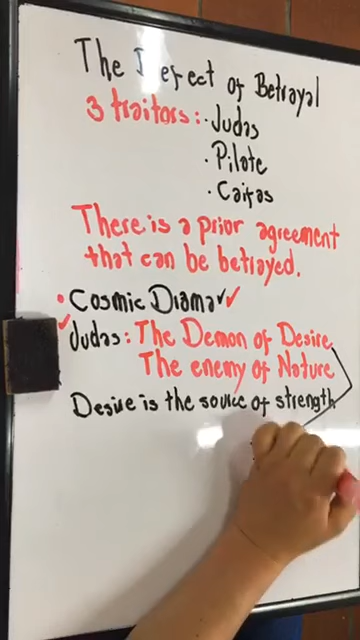 The Defect of Betrayal
3 traitors: • Judas
• Pilate
• Caifas
There is a prior agreement
that can be betrayed.
• Cosmic Drama ✓✓
✓ Judas: The Demon of Desire
The enemy of Nature
Desire is the source of strength